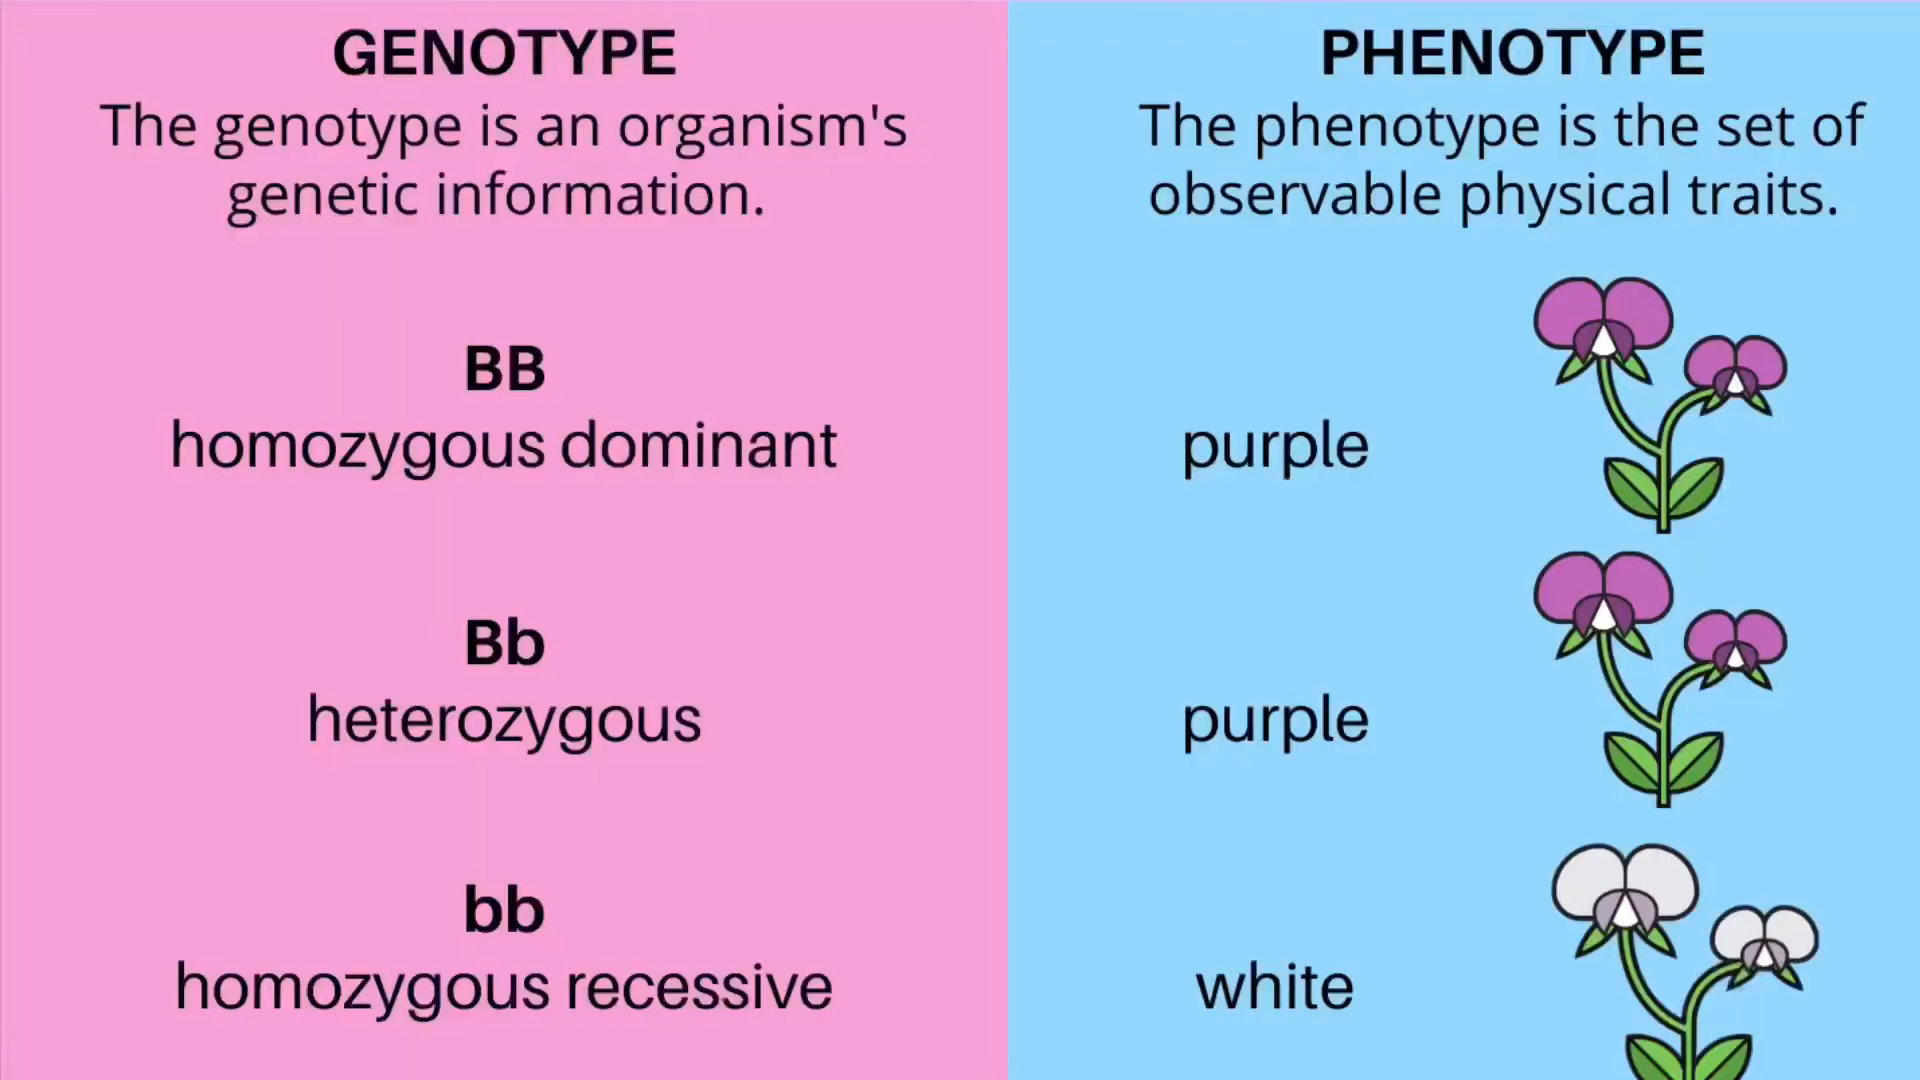 GENOTYPE
The genotype is an organism's
genetic information.
BB
homozygous dominant
Bb
heterozygous
bb
homozygous recessive
PHENOTYPE
The phenotype is the set of
observable physical traits.
purple
purple
white